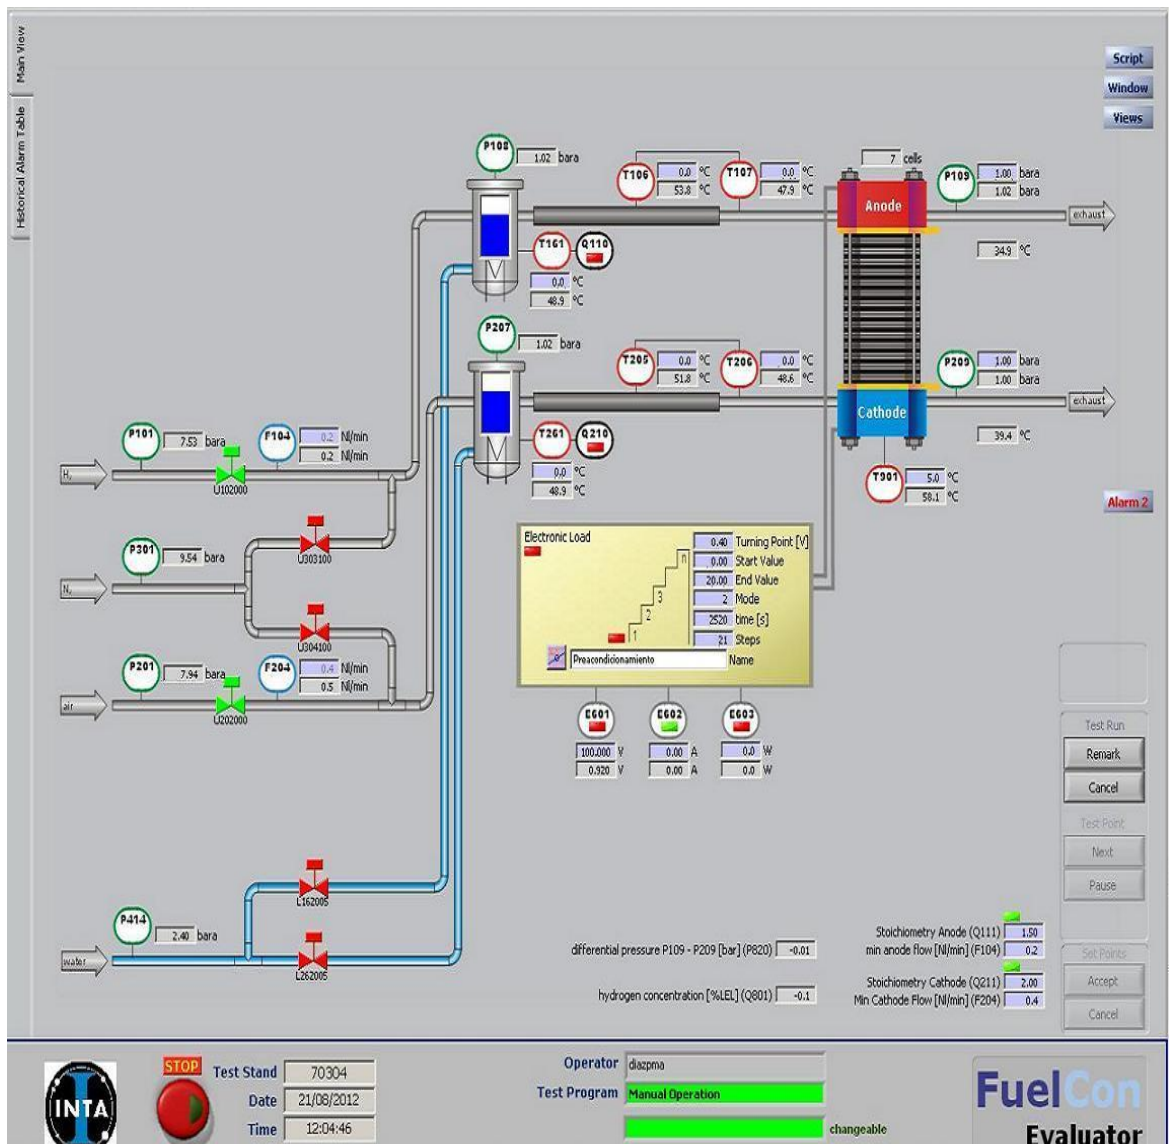 Main View
Historical Alarm Table
Script
Window
Views
P108
1.02 bara
T106
0.0 °C
53.8 °C
T107
0.0 °C
47.9 °C
7 cells
Anode
P109
1.00 bara
1.02 bara
exhaust
34.9 °C
T161
Q110
0.0 °C
48.9 °C
P207
1.02 bara
T205
0.0 °C
51.8 °C
T206
0.0 °C
48.6 °C
P209
1.00 bara
1.00 bara
Cathode
exhaust
39.4 °C
T261
Q210
0.0 °C
48.9 °C
T901
5.0 °C
58.1 °C
Alarm 2
P101
7.53 bara
F104
0.2 Nl/min
0.2 Nl/min
H₂
U102000
P301
9.54 bara
U303100
N₂
U304100
P201
7.94 bara
F204
0.4 Nl/min
0.5 Nl/min
air
U202000
Electronic Load
0.40 Turning Point [V]
0.00 Start Value
20.00 End Value
2 Mode
2520 time [s]
21 Steps
1
2
3
n
Preacondicionamiento Name
E601
100.000 V
0.920 V
E602
0.00 A
0.00 A
E603
0.0 W
0.0 W
Test Run
Remark
Cancel
Test Point
Next
Pause
L162005
P414
2.40 bara
water
L262005
differential pressure P109 - P209 [bar] (P820) -0.01
hydrogen concentration [%LEL] (Q801) -0.1
Stoichiometry Anode (Q111) 1.50
min anode flow [Nl/min] (F104) 0.2
Stoichiometry Cathode (Q211) 2.00
Min Cathode Flow [Nl/min] (F204) 0.4
Set Points
Accept
Cancel
INTA
STOP
Test Stand 70304
Date 21/08/2012
Time 12:04:46
Operator diazpma
Test Program Manual Operation
changeable
FuelCon
Evaluator